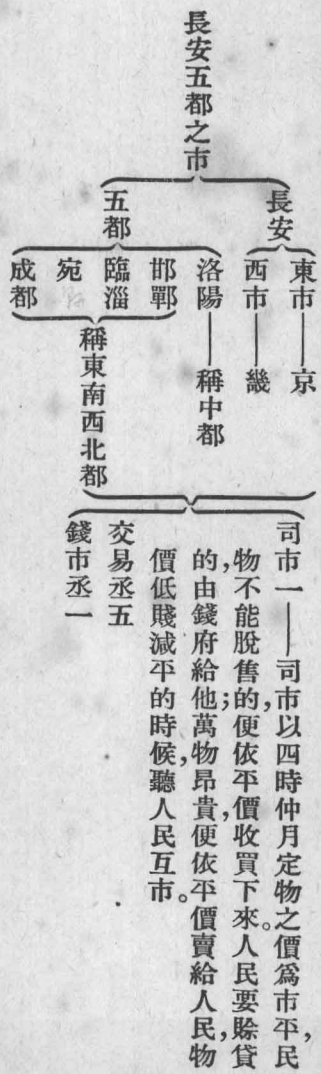 長安五都之市
長安
五都
東市——京
西市——畿
洛陽——稱中都
邯鄲
臨淄
宛
成都
稱東南西北都
司市一——司市以四時仲月定物之價爲市平,民
物不能脫售的,便依平價收買下來。人民要賒貸
的,由錢府給他;萬物昂貴,便依平價賣給人民,物
價低賤減平的時候,聽人民互市。
交易丞五
錢市丞一